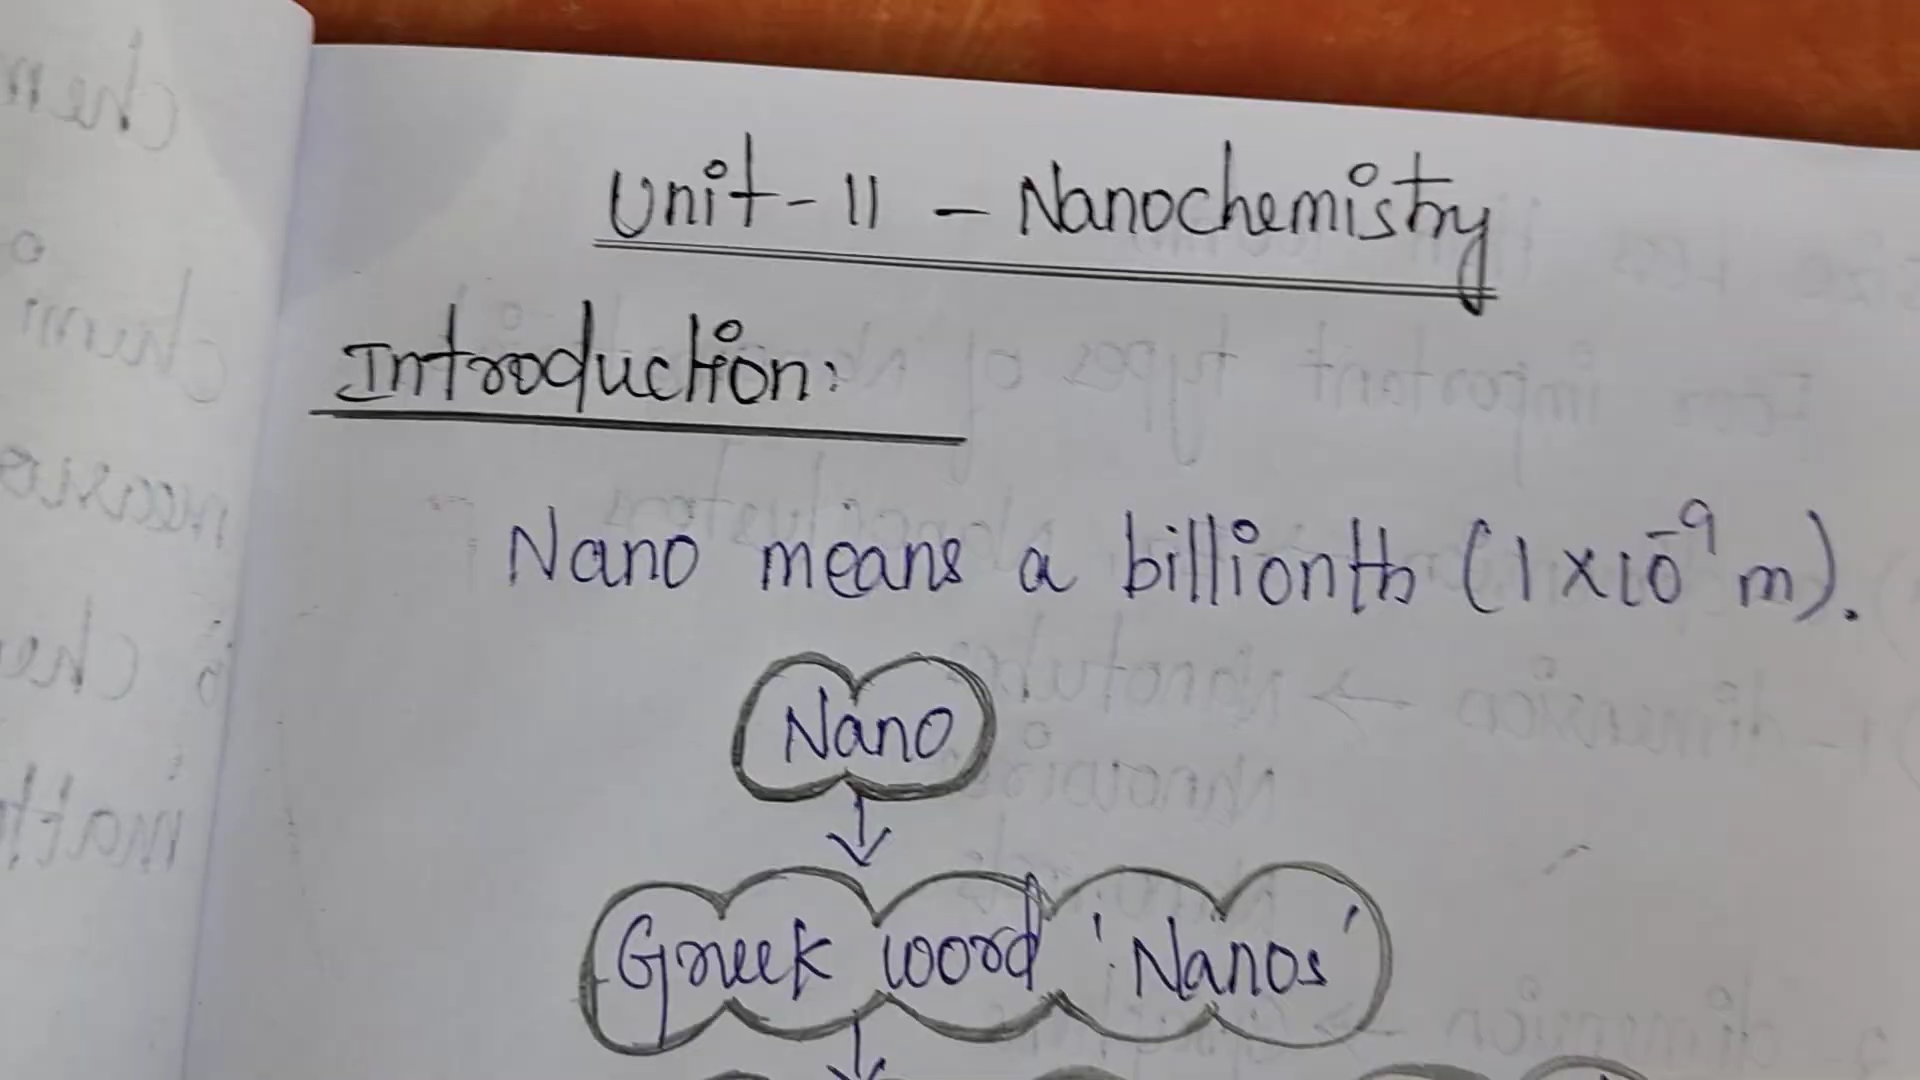 Unit-II - Nanochemistry
Introduction:
Nano means a billionth (1×10⁻⁹ m).
Nano
Greek word 'Nanos'